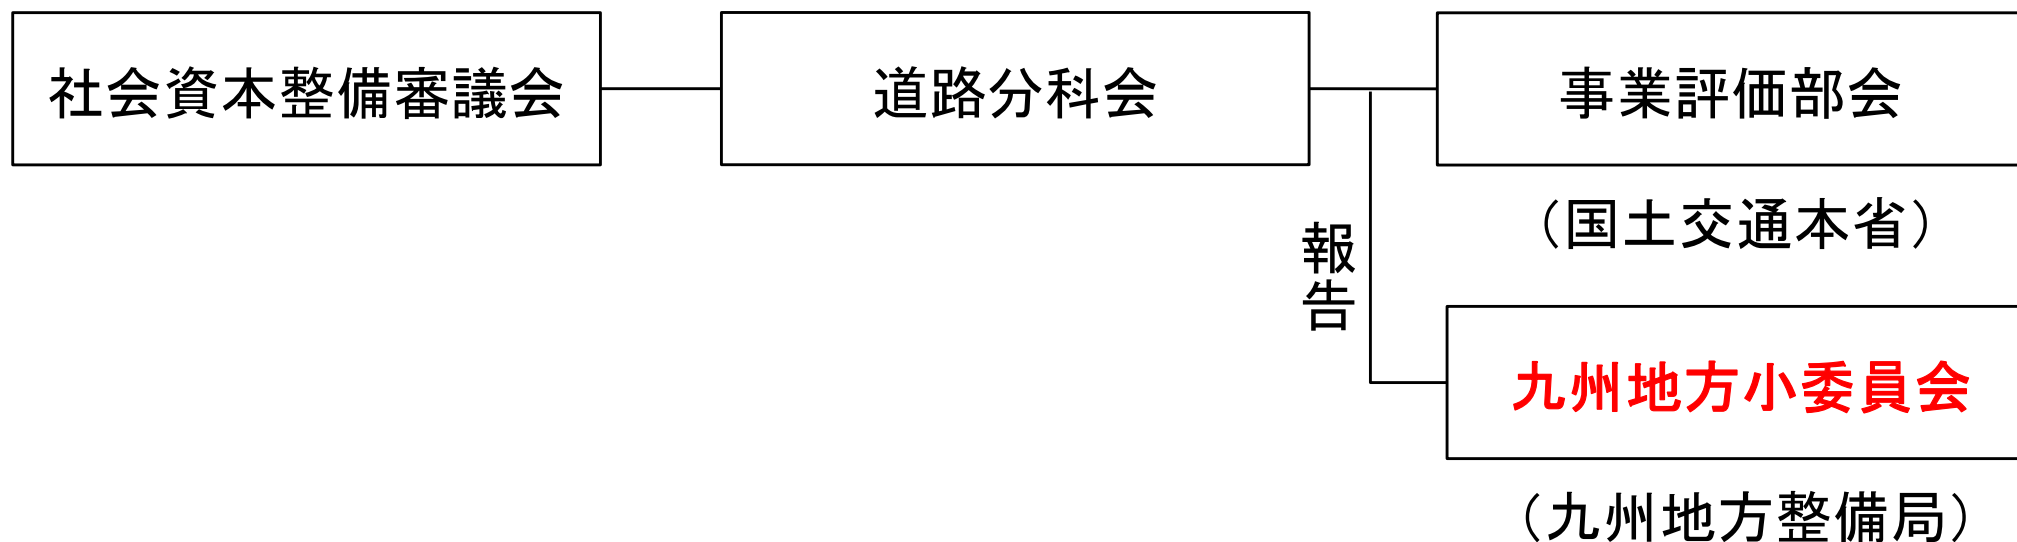 社会資本整備審議会
道路分科会
事業評価部会
（国土交通本省）
報告
九州地方小委員会
（九州地方整備局）